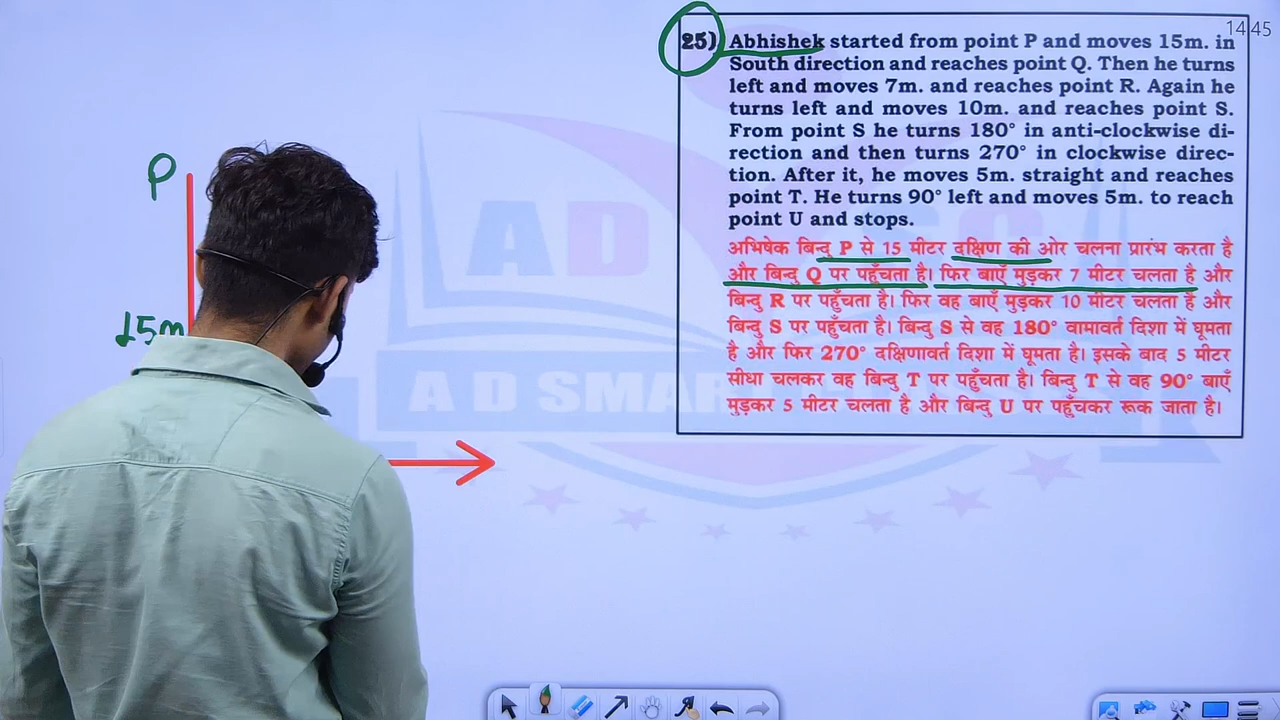 14 45
25) Abhishek started from point P and moves 15m. in
South direction and reaches point Q. Then he turns
left and moves 7m. and reaches point R. Again he
turns left and moves 10m. and reaches point S.
From point S he turns 180° in anti-clockwise di-
rection and then turns 270° in clockwise direc-
tion. After it, he moves 5m. straight and reaches
point T. He turns 90° left and moves 5m. to reach
point U and stops.
अभिषेक बिन्दु P से 15 मीटर दक्षिण की ओर चलना प्रारंभ करता है
और बिन्दु Q पर पहुँचता है। फिर बाएँ मुड़कर 7 मीटर चलता है और
बिन्दु R पर पहुँचता है। फिर वह बाएँ मुड़कर 10 मीटर चलता है और
बिन्दु S पर पहुँचता है। बिन्दु S से वह 180° वामावर्त दिशा में घूमता
है और फिर 270° दक्षिणावर्त दिशा में घूमता है। इसके बाद 5 मीटर
सीधा चलकर वह बिन्दु T पर पहुँचता है। बिन्दु T से वह 90° बाएँ
मुड़कर 5 मीटर चलता है और बिन्दु U पर पहुँचकर रूक जाता है।
P
15m
AD
A D SMAR